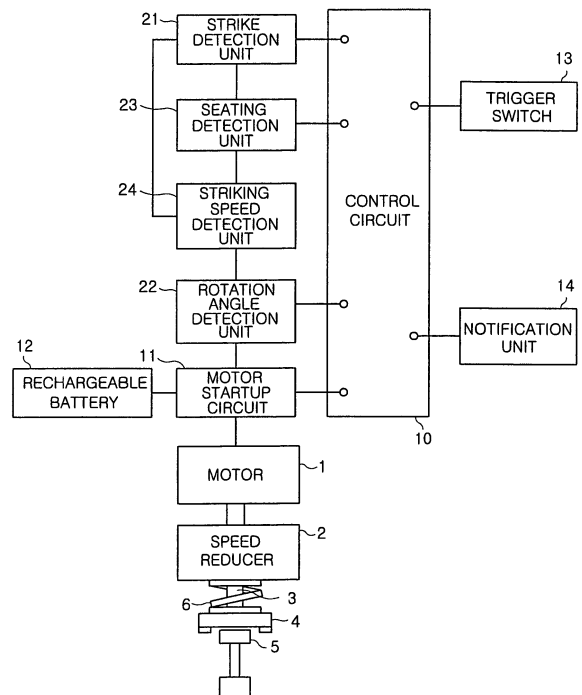 21
STRIKE
DETECTION
UNIT
23
SEATING
DETECTION
UNIT
24
STRIKING
SPEED
DETECTION
UNIT
22
ROTATION
ANGLE
DETECTION
UNIT
12
RECHARGEABLE
BATTERY
11
MOTOR
STARTUP
CIRCUIT
CONTROL
CIRCUIT
10
13
TRIGGER
SWITCH
14
NOTIFICATION
UNIT
MOTOR
1
SPEED
REDUCER
2
3
6
4
5